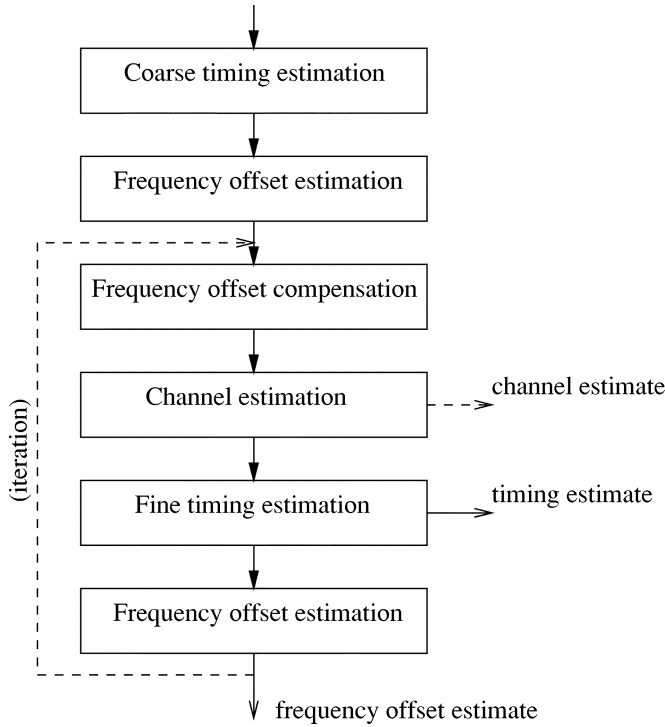 Coarse timing estimation
Frequency offset estimation
Frequency offset compensation
Channel estimation
channel estimate
(iteration)
Fine timing estimation
timing estimate
Frequency offset estimation
frequency offset estimate